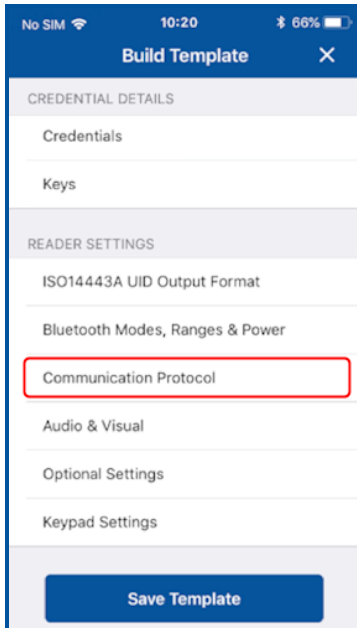 No SIM 10:20 66%
Build Template
CREDENTIAL DETAILS
Credentials
Keys
READER SETTINGS
ISO14443A UID Output Format
Bluetooth Modes, Ranges & Power
Communication Protocol
Audio & Visual
Optional Settings
Keypad Settings
Save Template